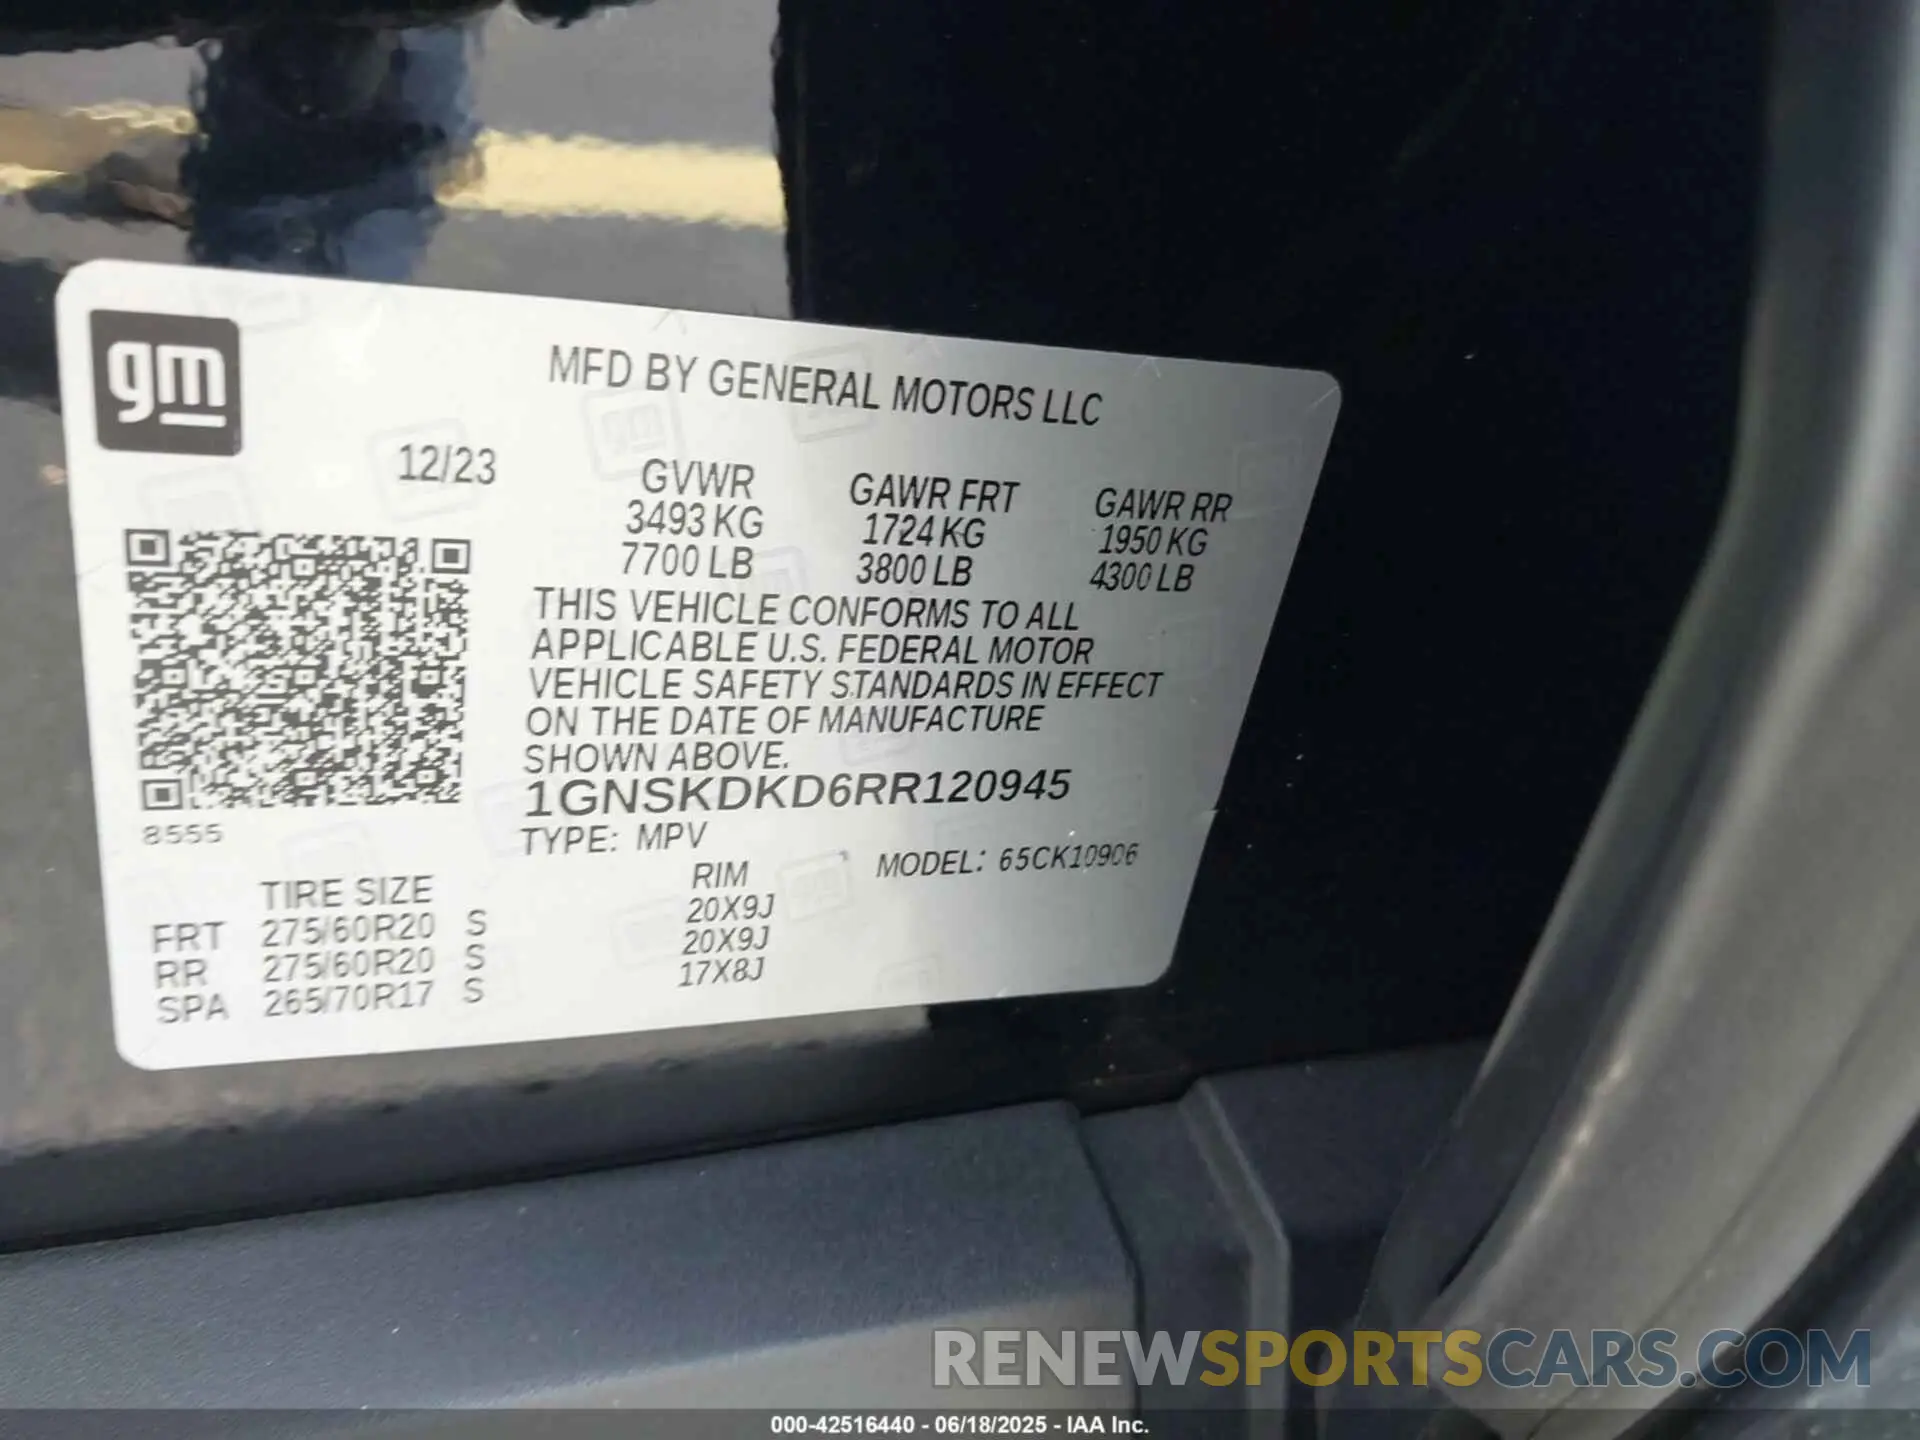 gm
MFD BY GENERAL MOTORS LLC
12/23
GVWR GAWR FRT GAWR RR
3493 KG 1724 KG 1950 KG
7700 LB 3800 LB 4300 LB
THIS VEHICLE CONFORMS TO ALL
APPLICABLE U.S. FEDERAL MOTOR
VEHICLE SAFETY STANDARDS IN EFFECT
ON THE DATE OF MANUFACTURE
SHOWN ABOVE.
1GNSKDKD6RR120945
8555
TYPE: MPV MODEL: 65CK10906
TIRE SIZE RIM
FRT 275/60R20 S 20X9J
RR 275/60R20 S 20X9J
SPA 265/70R17 S 17X8J
RENEWSPORTSCARS.COM
000-42516440 - 06/18/2025 - IAA Inc.